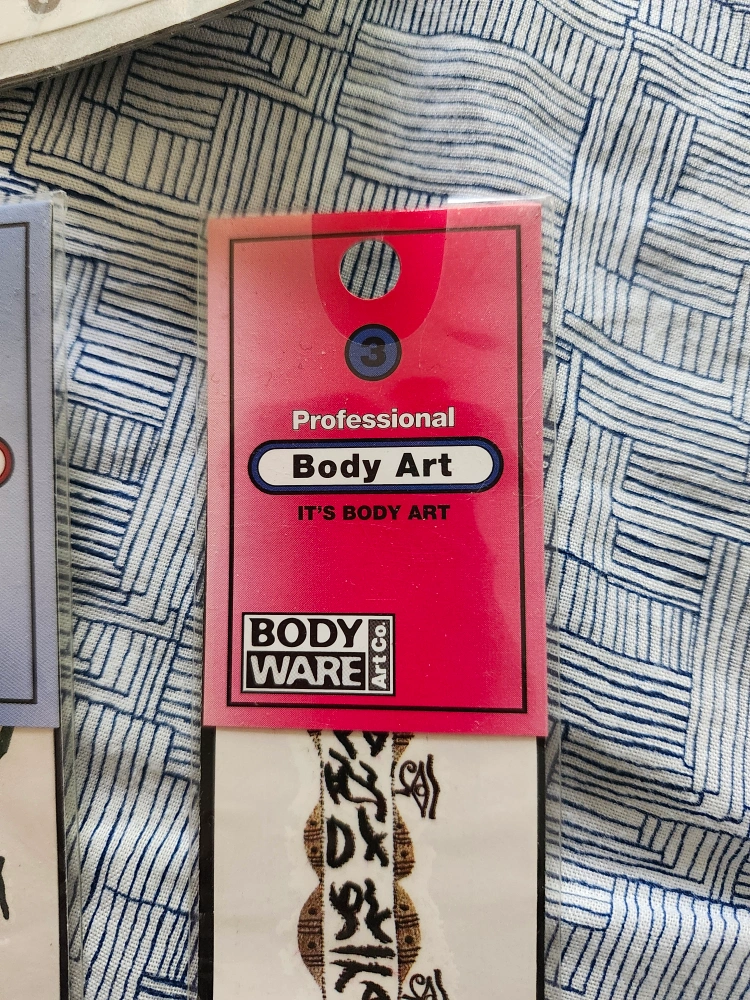 3
Professional
Body Art
IT'S BODY ART
BODY
WARE
Art Co.